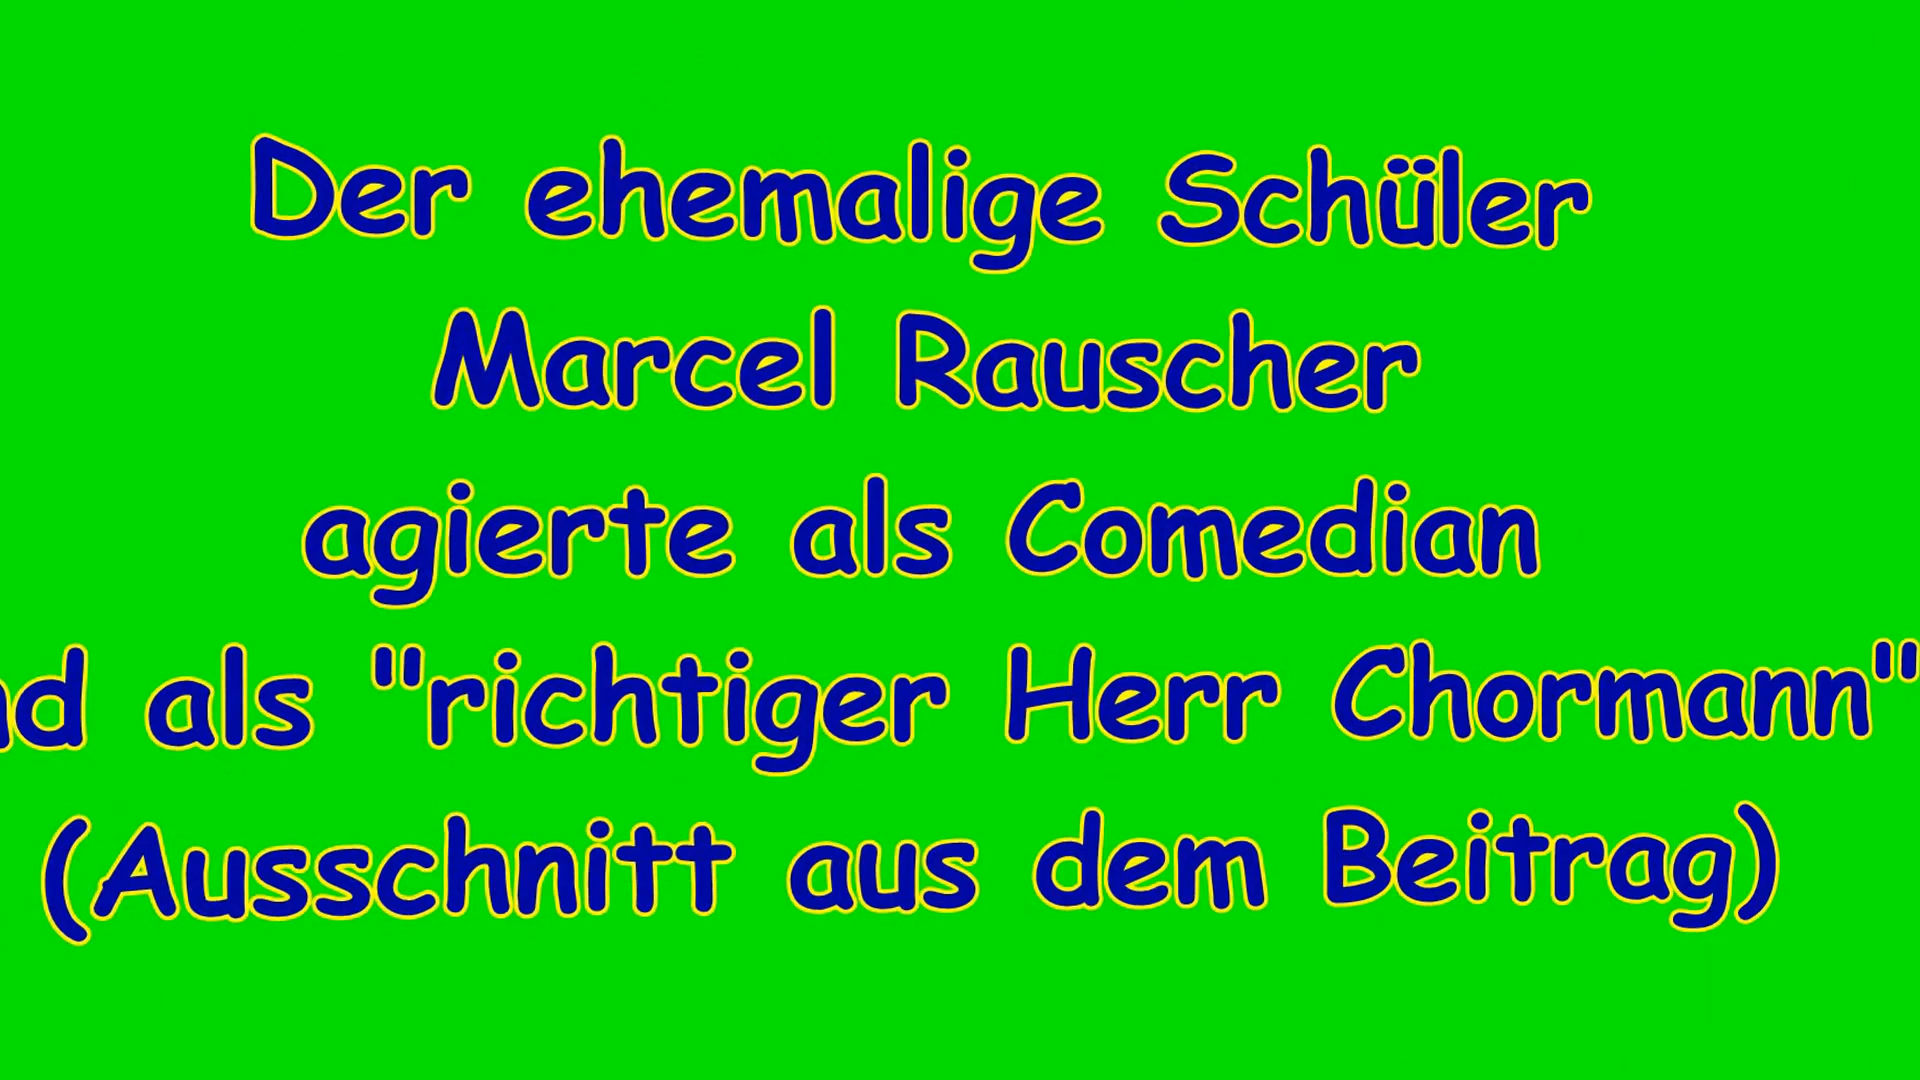 Der ehemalige Schüler
Marcel Rauscher
agierte als Comedian
als "richtiger Herr Chormann"
(Ausschnitt aus dem Beitrag)